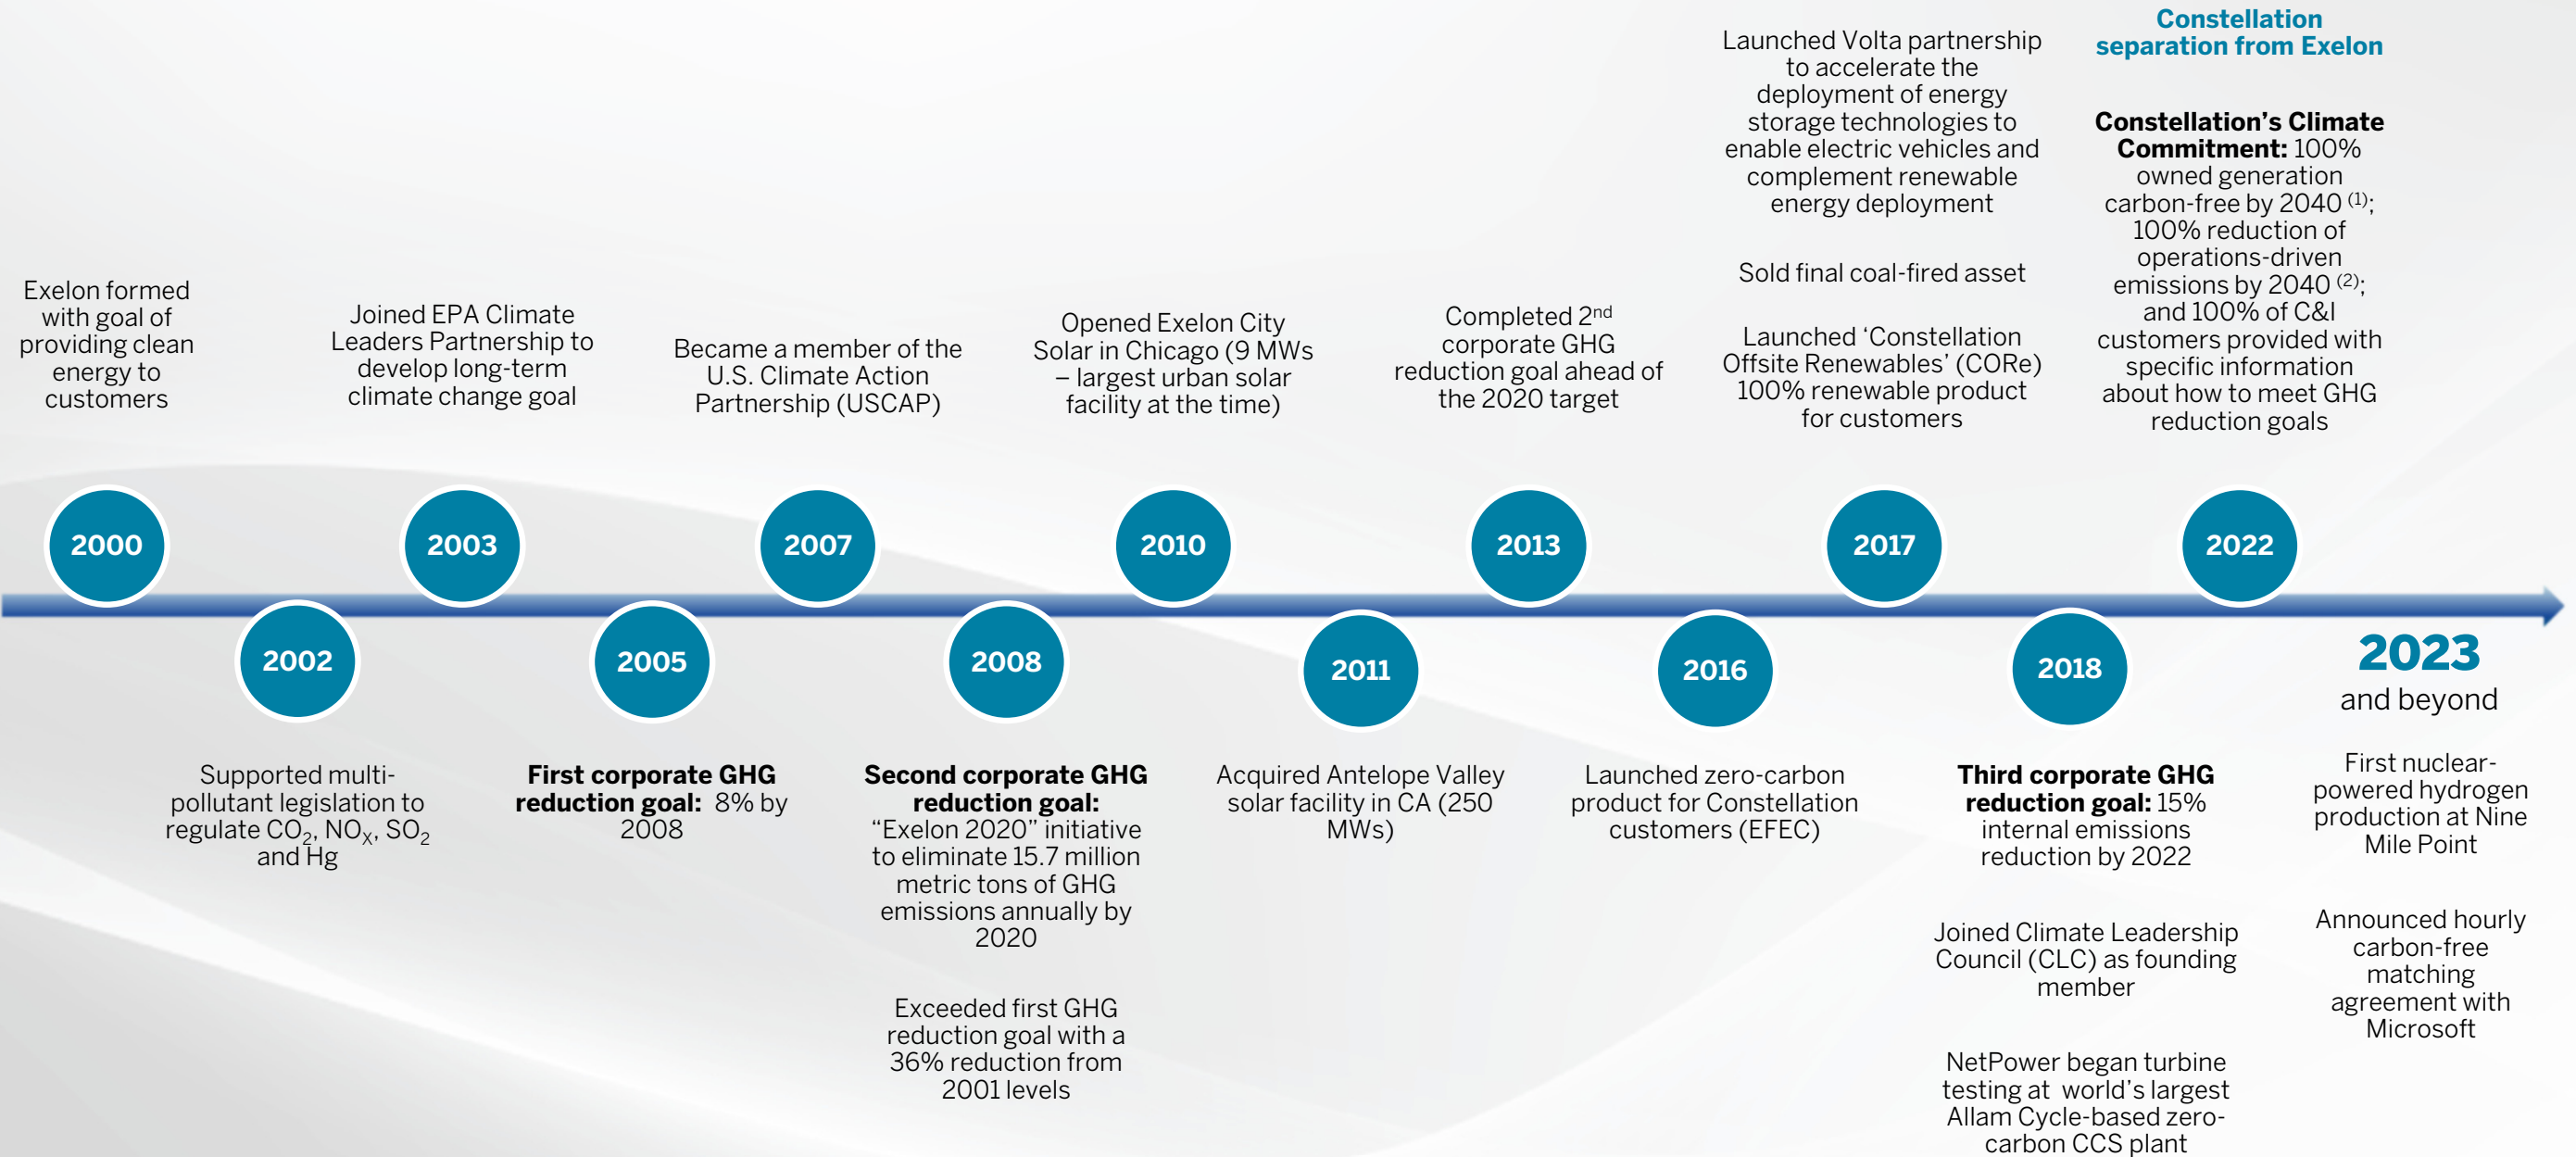 Exelon formed
with goal of
providing clean
energy to
customers
2000
Supported multi-
pollutant legislation to
regulate CO₂, NOₓ, SO₂
and Hg
2002
Joined EPA Climate
Leaders Partnership to
develop long-term
climate change goal
2003
First corporate GHG
reduction goal: 8% by
2008
2005
Became a member of the
U.S. Climate Action
Partnership (USCAP)
2007
Second corporate GHG
reduction goal:
“Exelon 2020” initiative
to eliminate 15.7 million
metric tons of GHG
emissions annually by
2020
Exceeded first GHG
reduction goal with a
36% reduction from
2001 levels
2008
Opened Exelon City
Solar in Chicago (9 MWs
– largest urban solar
facility at the time)
2010
Acquired Antelope Valley
solar facility in CA (250
MWs)
2011
Completed 2nd
corporate GHG
reduction goal ahead of
the 2020 target
2013
Launched zero-carbon
product for Constellation
customers (EFEC)
2016
Launched Volta partnership
to accelerate the
deployment of energy
storage technologies to
enable electric vehicles and
complement renewable
energy deployment
Sold final coal-fired asset
Launched ‘Constellation
Offsite Renewables’ (CORe)
100% renewable product
for customers
2017
Third corporate GHG
reduction goal: 15%
internal emissions
reduction by 2022
Joined Climate Leadership
Council (CLC) as founding
member
NetPower began turbine
testing at world’s largest
Allam Cycle-based zero-
carbon CCS plant
2018
Constellation
separation from Exelon
Constellation’s Climate
Commitment: 100%
owned generation
carbon-free by 2040 (1);
100% reduction of
operations-driven
emissions by 2040 (2);
and 100% of C&I
customers provided with
specific information
about how to meet GHG
reduction goals
2022
2023
and beyond
First nuclear-
powered hydrogen
production at Nine
Mile Point
Announced hourly
carbon-free
matching
agreement with
Microsoft